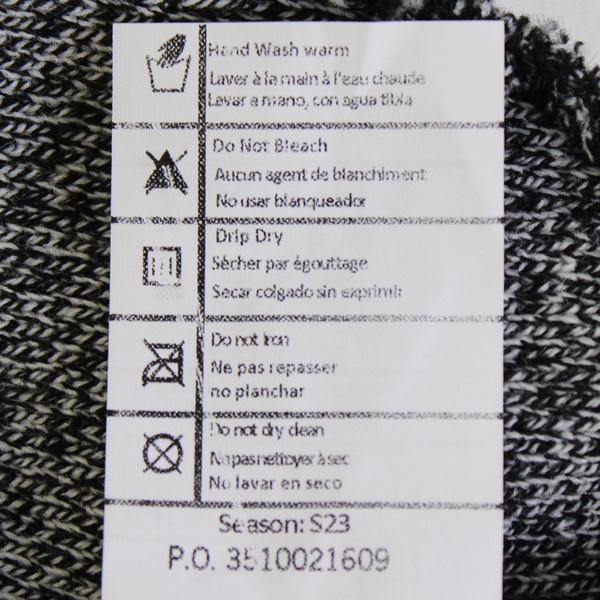 Hand Wash warm
Laver à la main à l'eau chaude
Lavar a mano, con agua tibia
Do Not Bleach
Aucun agent de blanchiment
No usar blanqueador
Drip Dry
Sécher par égouttage
Secar colgado sin exprimir
Do not Iron
Ne pas repasser
no planchar
Do not dry clean
Ne pas nettoyer à sec
No lavar en seco
Season: S23
P.O. 3510021609